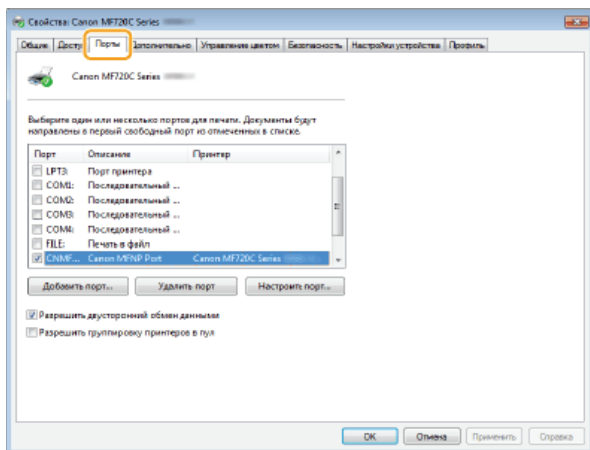 Свойства: Canon MF720C Series
Общие Доступ Порты Дополнительно Управление цветом Безопасность Настройки устройства Профиль
Canon MF720C Series
Выберите один или несколько портов для печати. Документы будут
направлены в первый свободный порт из отмеченных в списке.
Порт Описание Принтер
LPT3: Порт принтера
COM1: Последовательный ...
COM2: Последовательный ...
COM3: Последовательный ...
COM4: Последовательный ...
FILE: Печать в файл
CNMF... Canon MFNP Port Canon MF720C Series
Добавить порт... Удалить порт Настроить порт...
Разрешить двусторонний обмен данными
Разрешить группировку принтеров в пул
OK Отмена Применить Справка